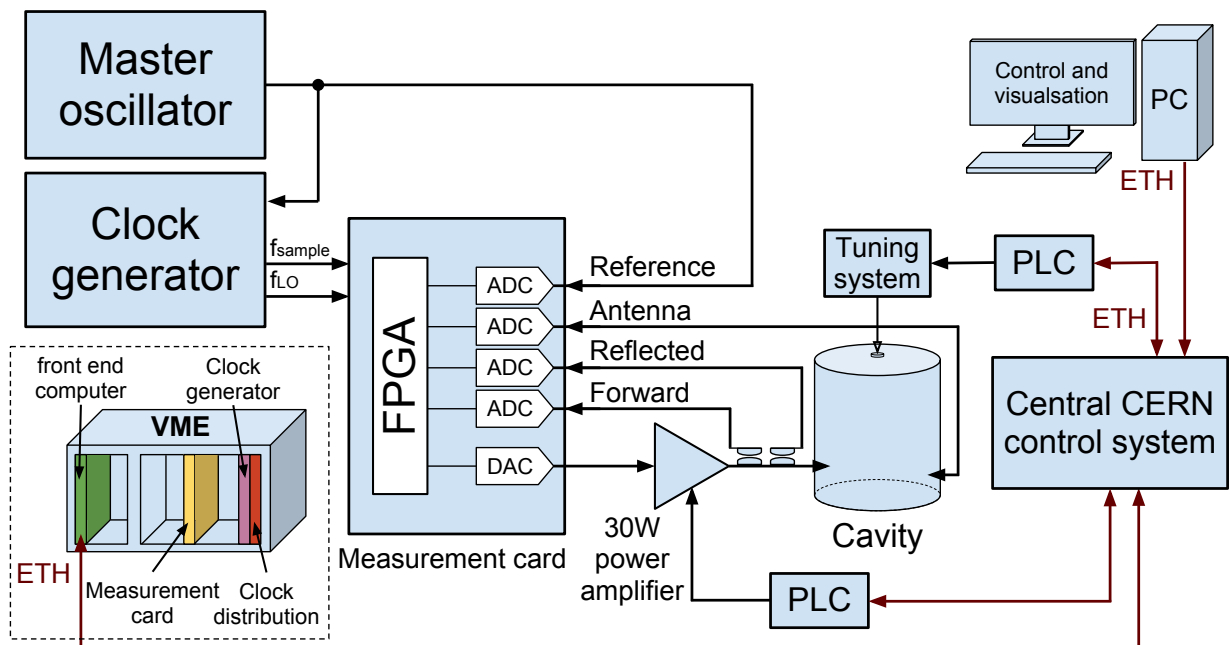 Master
oscillator
Clock
generator
fsample
fLO
FPGA
ADC
ADC
ADC
ADC
DAC
Measurement card
Reference
Antenna
Reflected
Forward
30W
power
amplifier
Tuning
system
Cavity
PLC
PLC
Control and
visualsation
PC
ETH
ETH
Central CERN
control system
front end
computer
Clock
generator
VME
ETH
Measurement
card
Clock
distribution